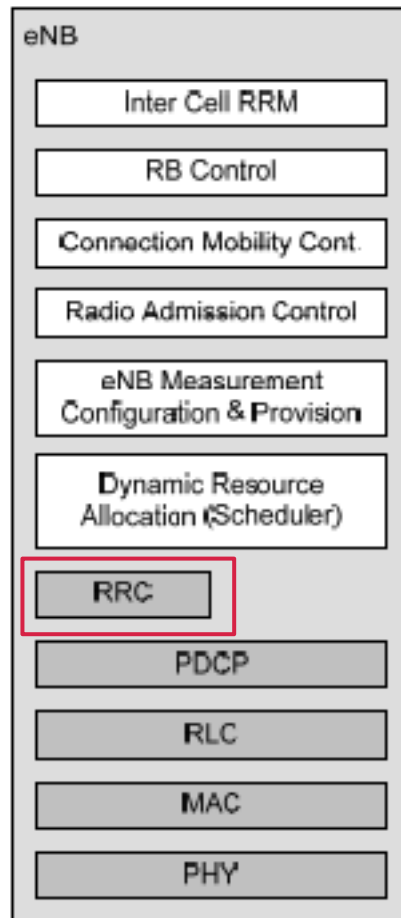 eNB
Inter Cell RRM
RB Control
Connection Mobility Cont.
Radio Admission Control
eNB Measurement
Configuration & Provision
Dynamic Resource
Allocation (Scheduler)
RRC
PDCP
RLC
MAC
PHY